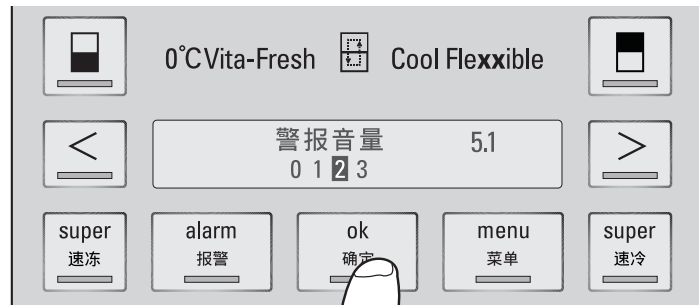 0°C Vita-Fresh Cool Flexxible
< 警报音量 5.1 >
0 1 2 3
super alarm ok menu super
速冻 报警 确定 菜单 速冷